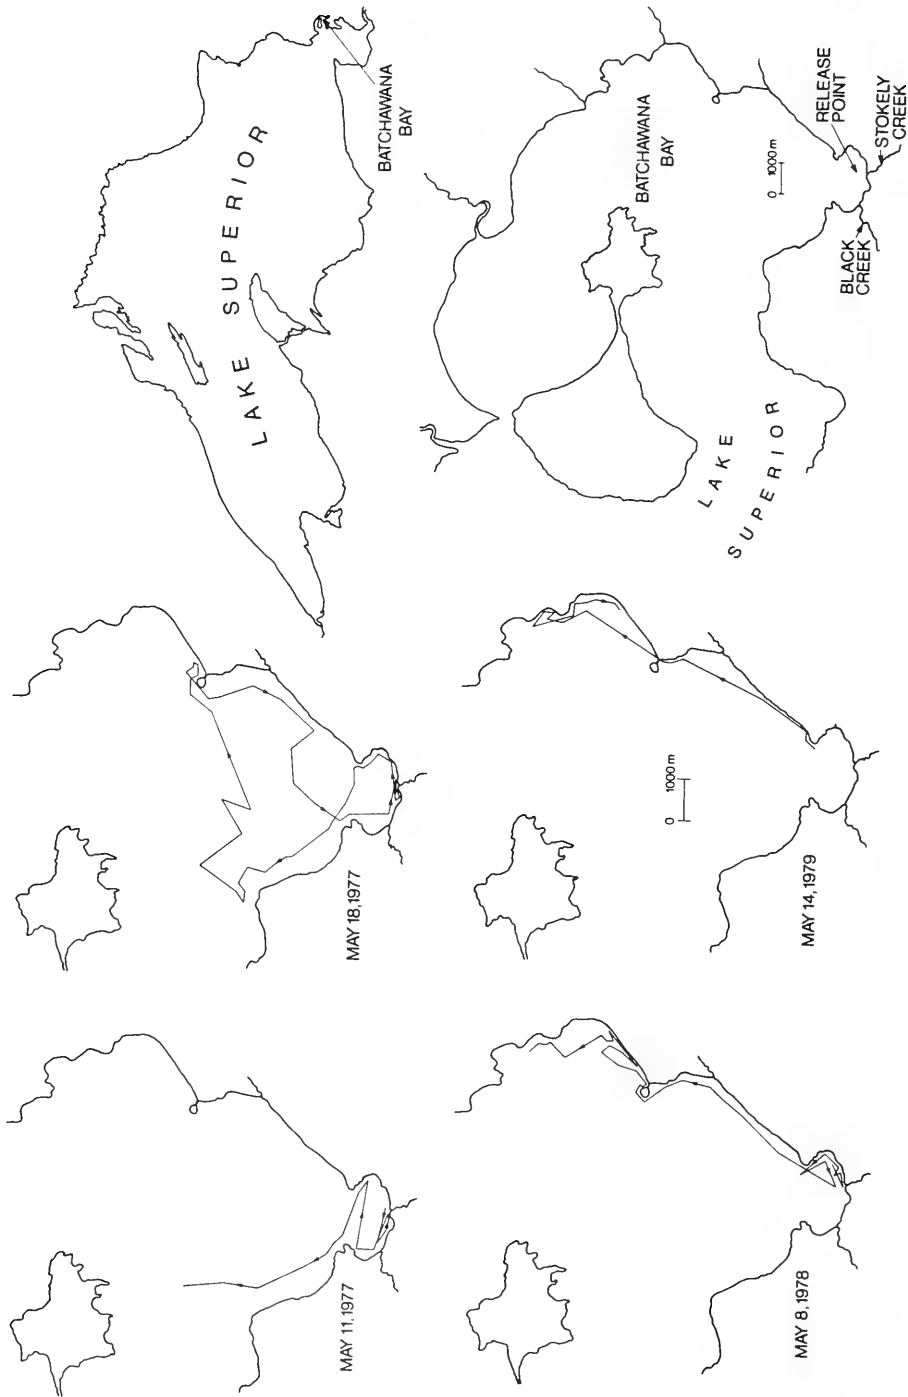 LAKE SUPERIOR
BATCHAWANA
BAY
BATCHAWANA
BAY
LAKE
SUPERIOR
0 1000 m
RELEASE
POINT
STOKELY
CREEK
BLACK
CREEK
MAY 18, 1977
MAY 14, 1979
0 1000 m
MAY 11, 1977
MAY 8, 1978